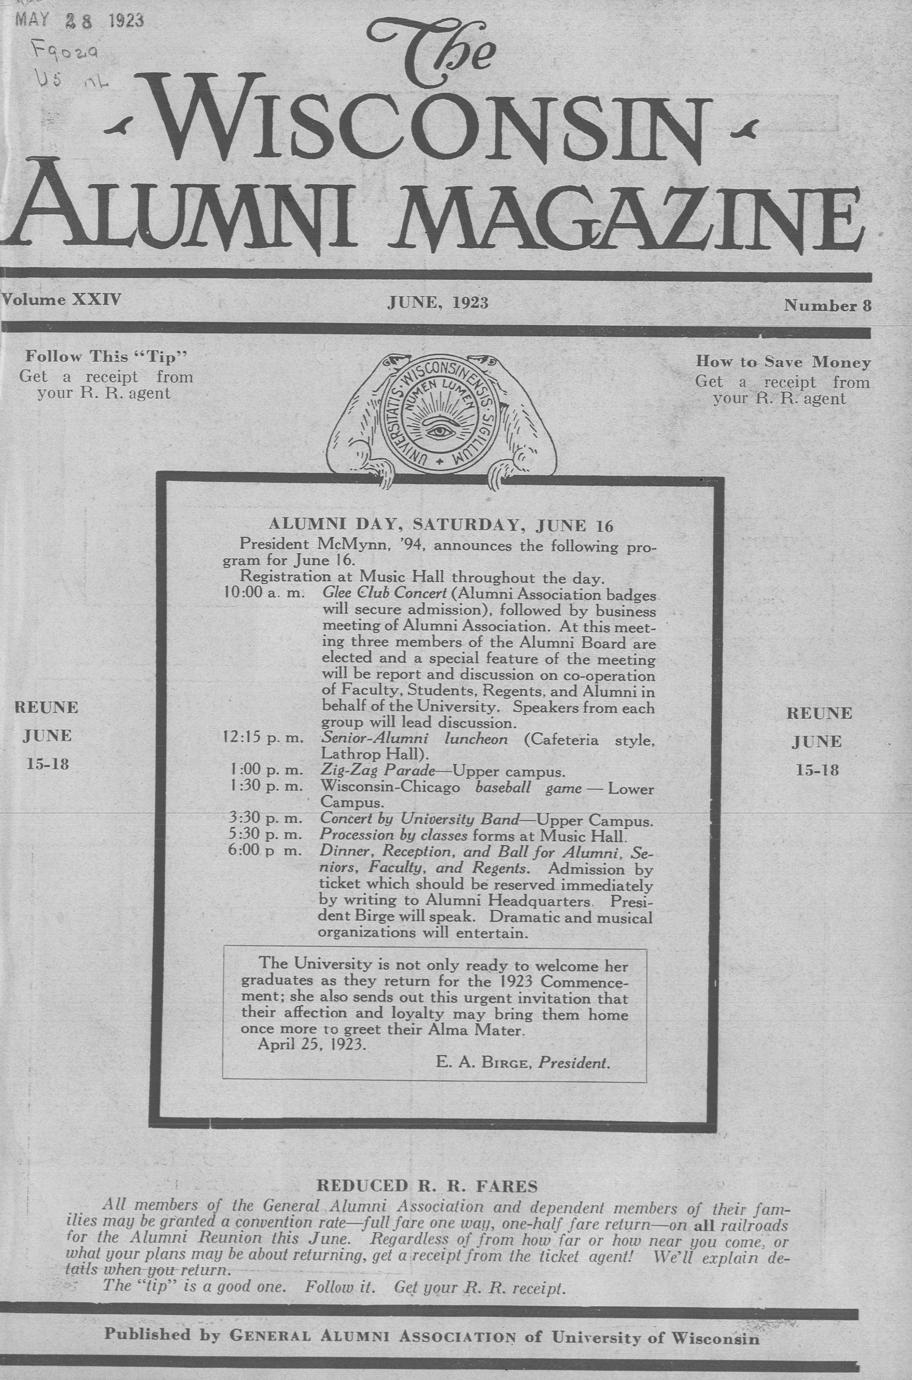 MAY 28 1923
F9029
US
The
WISCONSIN
ALUMNI MAGAZINE
Volume XXIV JUNE, 1923 Number 8
Follow This “Tip”
Get a receipt from
your R. R. agent
How to Save Money
Get a receipt from
your R. R. agent
UNIVERSITATIS · WISCONSINENSIS · SIGILLUM
NUMEN LUMEN
ALUMNI DAY, SATURDAY, JUNE 16
President McMynn, '94, announces the following pro-
gram for June 16.
Registration at Music Hall throughout the day.
10:00 a. m. Glee Club Concert (Alumni Association badges
will secure admission), followed by business
meeting of Alumni Association. At this meet-
ing three members of the Alumni Board are
elected and a special feature of the meeting
will be report and discussion on co-operation
of Faculty, Students, Regents, and Alumni in
behalf of the University. Speakers from each
group will lead discussion.
12:15 p. m. Senior-Alumni luncheon (Cafeteria style,
Lathrop Hall).
1:00 p. m. Zig-Zag Parade—Upper campus.
1:30 p. m. Wisconsin-Chicago baseball game — Lower
Campus.
3:30 p. m. Concert by University Band—Upper Campus.
5:30 p. m. Procession by classes forms at Music Hall.
6:00 p m. Dinner, Reception, and Ball for Alumni, Se-
niors, Faculty, and Regents. Admission by
ticket which should be reserved immediately
by writing to Alumni Headquarters. Presi-
dent Birge will speak. Dramatic and musical
organizations will entertain.
REUNE
JUNE
15-18
REUNE
JUNE
15-18
The University is not only ready to welcome her
graduates as they return for the 1923 Commence-
ment; she also sends out this urgent invitation that
their affection and loyalty may bring them home
once more to greet their Alma Mater.
April 25, 1923.
E. A. BIRGE, President.
REDUCED R. R. FARES
All members of the General Alumni Association and dependent members of their fam-
ilies may be granted a convention rate—full fare one way, one-half fare return—on all railroads
for the Alumni Reunion this June. Regardless of from how far or how near you come, or
what your plans may be about returning, get a receipt from the ticket agent! We'll explain de-
tails when you return.
The “tip” is a good one. Follow it. Get your R. R. receipt.
Published by GENERAL ALUMNI ASSOCIATION of University of Wisconsin